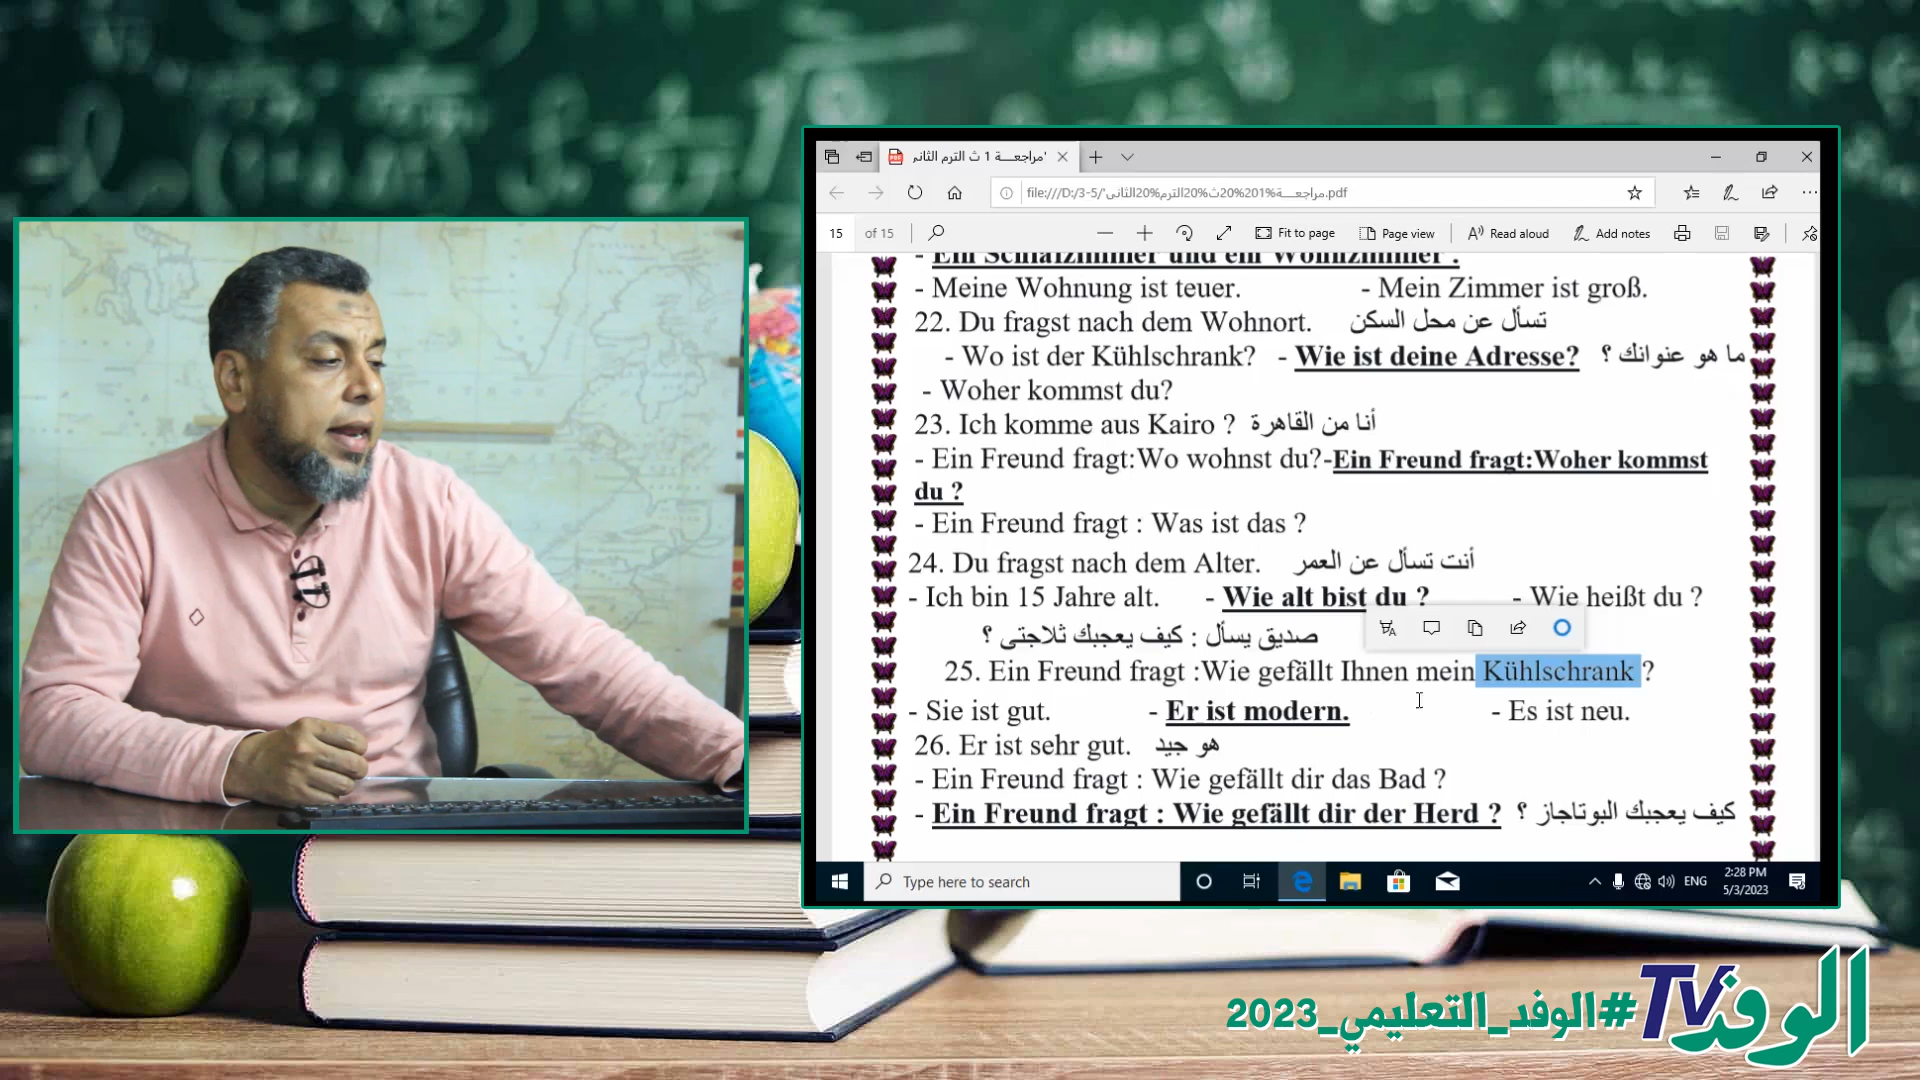 مراجعـــة 1 ث الترم الثاني'
file:///D:/3-5/'مراجعـــة%201%20ث%20الترم%20الثانى.pdf
15 of 15 Fit to page Page view Read aloud Add notes
- Ein Schlafzimmer und ein Wohnzimmer .
- Meine Wohnung ist teuer. - Mein Zimmer ist groß.
22. Du fragst nach dem Wohnort. تسأل عن محل السكن
- Wo ist der Kühlschrank? - Wie ist deine Adresse? ما هو عنوانك ؟
- Woher kommst du?
23. Ich komme aus Kairo ? أنا من القاهرة
- Ein Freund fragt:Wo wohnst du?-Ein Freund fragt:Woher kommst
du ?
- Ein Freund fragt : Was ist das ?
24. Du fragst nach dem Alter. أنت تسأل عن العمر
- Ich bin 15 Jahre alt. - Wie alt bist du ? - Wie heißt du ?
صديق يسأل : كيف يعجبك ثلاجتى ؟
25. Ein Freund fragt :Wie gefällt Ihnen mein Kühlschrank ?
- Sie ist gut. - Er ist modern. - Es ist neu.
26. Er ist sehr gut. هو جيد
- Ein Freund fragt : Wie gefällt dir das Bad ?
- Ein Freund fragt : Wie gefällt dir der Herd ? كيف يعجبك البوتاجاز ؟
Type here to search ENG 2:28 PM
5/3/2023
#الوفد_التعليمي_2023
الوفد TV